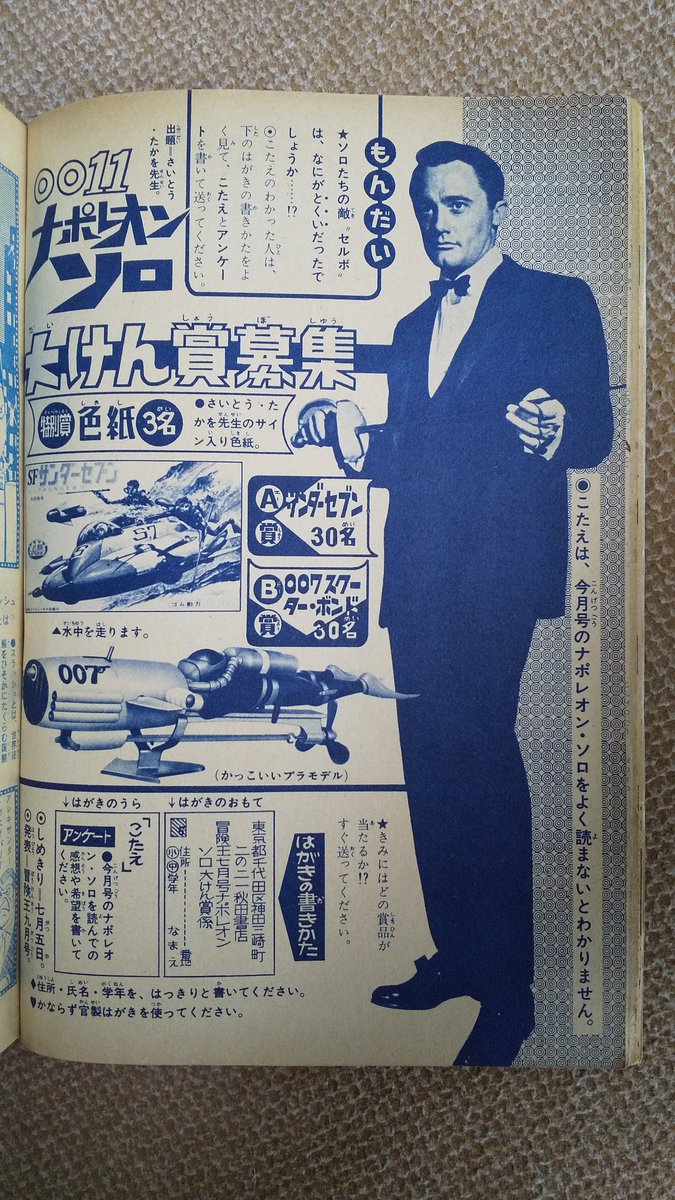 もんだい
★ソロたちの敵“セルポ”
は、なにがとくいだったで
しょうか……!?
◎こたえのわかった人は、
下のはがきの書きかたをよ
く見て、こたえとアンケー
トを書いて送ってください。
出題＝さいとう
・たかを先生。
0011
ナポレオン
ソロ
大けん賞募集
特別賞 色紙 3名
●さいとう・た
かを先生のサイ
ン入り色紙。
SFサンダーセブン
THUNDER 7
S7
ゴム動力
▲水中を走ります。
Ⓐ賞 サンダーセブン
30名
Ⓑ賞 007スクー
ター・ボンド
30名
007
(かっこいいプラモデル)
●こたえは、今月号のナポレオン・ソロをよく読まないとわかりません。
★きみにはどの賞品が
当たるか!?
すぐ送ってください。
はがきの書きかた
↓はがきのおもて
東京都千代田区神田三崎町
二の二一秋田書店
冒険王七月号ナポレオン
ソロ大けん賞係
住所 番地
小中学年 なまえ
↓はがきのうら
「こたえ」
アンケート
●今月号のナポレオ
ン・ソロを読んでの
感想や希望を書いて
ください。
◎しめきり＝七月五日。
◎発表＝冒険王九月号。
♥住所・氏名・学年を、はっきりと書いてください。
♥かならず官製はがきを使ってください。